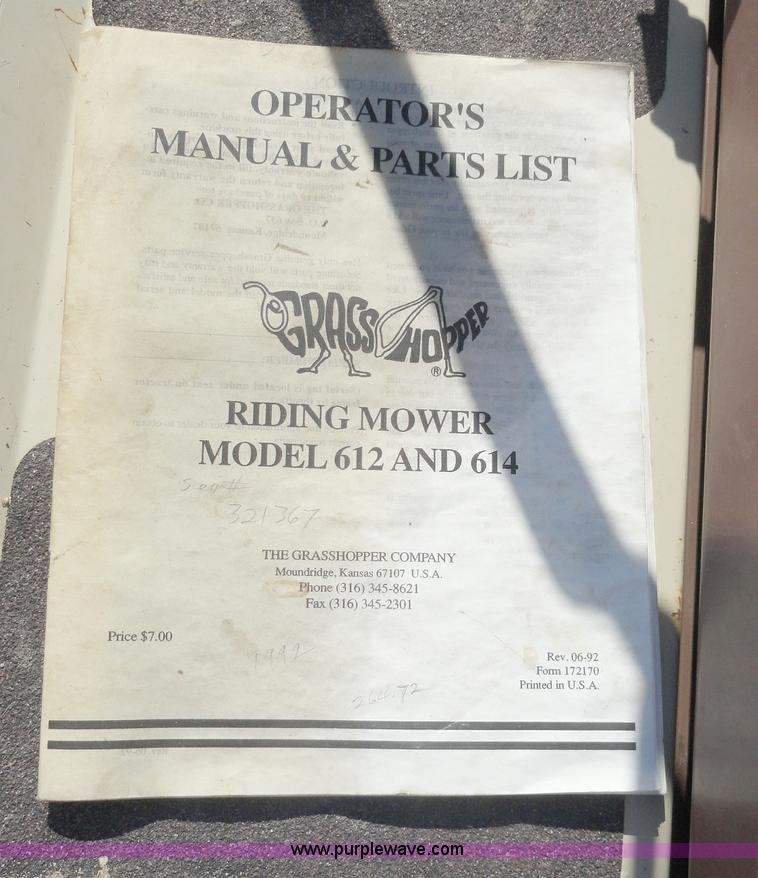 OPERATOR'S
MANUAL & PARTS LIST
GRASSHOPPER
®
RIDING MOWER
MODEL 612 AND 614
Ser#
321367
THE GRASSHOPPER COMPANY
Moundridge, Kansas 67107 U.S.A.
Phone (316) 345-8621
Fax (316) 345-2301
Price $7.00
1992
Rev. 06-92
Form 172170
Printed in U.S.A.
www.purplewave.com